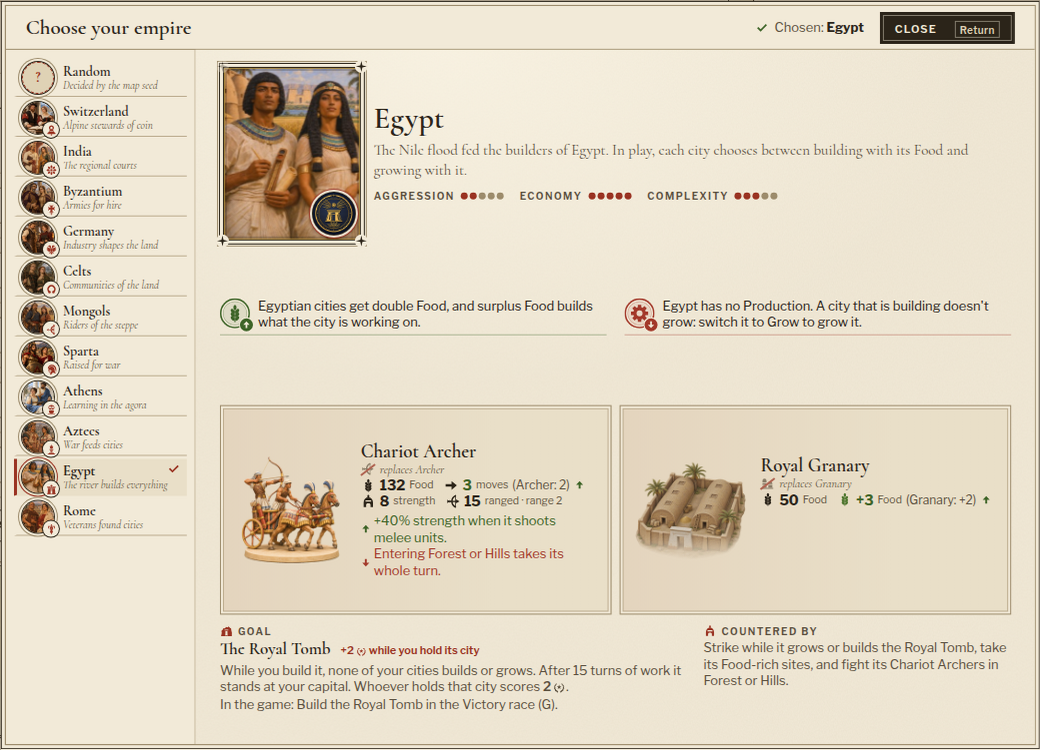 Choose your empire
Chosen: Egypt
CLOSE Return
?
Random
Decided by the map seed
Switzerland
Alpine stewards of coin
India
The regional courts
Byzantium
Armies for hire
Germany
Industry shapes the land
Celts
Communities of the land
Mongols
Riders of the steppe
Sparta
Raised for war
Athens
Learning in the agora
Aztecs
War feeds cities
Egypt
The river builds everything
Rome
Veterans found cities
Egypt
The Nile flood fed the builders of Egypt. In play, each city chooses between building with its Food and
growing with it.
AGGRESSION ECONOMY COMPLEXITY
Egyptian cities get double Food, and surplus Food builds
what the city is working on.
Egypt has no Production. A city that is building doesn't
grow: switch it to Grow to grow it.
Chariot Archer
replaces Archer
132 Food 3 moves (Archer: 2)
8 strength 15 ranged · range 2
+40% strength when it shoots
melee units.
Entering Forest or Hills takes its
whole turn.
Royal Granary
replaces Granary
50 Food +3 Food (Granary: +2)
GOAL
The Royal Tomb +2 while you hold its city
While you build it, none of your cities builds or grows. After 15 turns of work it
stands at your capital. Whoever holds that city scores 2.
In the game: Build the Royal Tomb in the Victory race (G).
COUNTERED BY
Strike while it grows or builds the Royal Tomb, take
its Food-rich sites, and fight its Chariot Archers in
Forest or Hills.